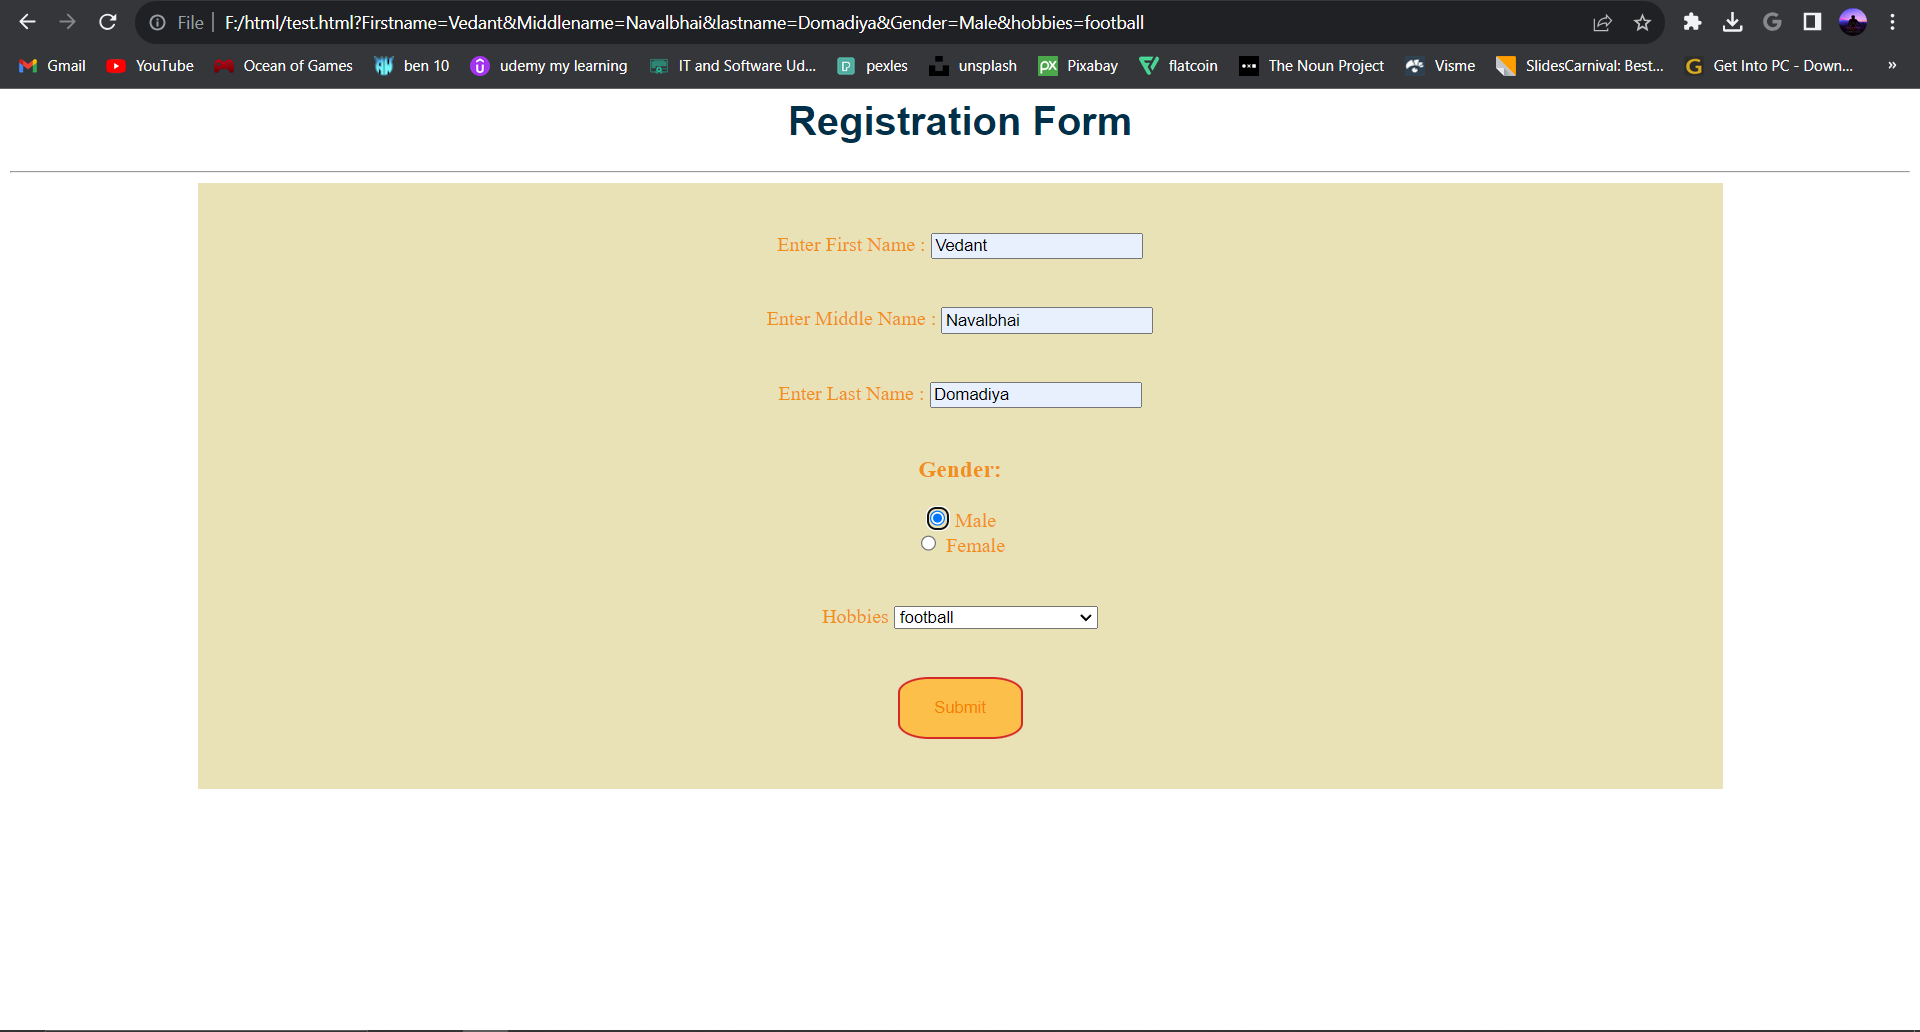 File F:/html/test.html?Firstname=Vedant&Middlename=Navalbhai&lastname=Domadiya&Gender=Male&hobbies=football
Gmail YouTube Ocean of Games ben 10 udemy my learning IT and Software Ud... pexles unsplash Pixabay flatcoin The Noun Project Visme SlidesCarnival: Best... Get Into PC - Down... »
Registration Form
Enter First Name : Vedant
Enter Middle Name : Navalbhai
Enter Last Name : Domadiya
Gender:
Male
Female
Hobbies football
Submit